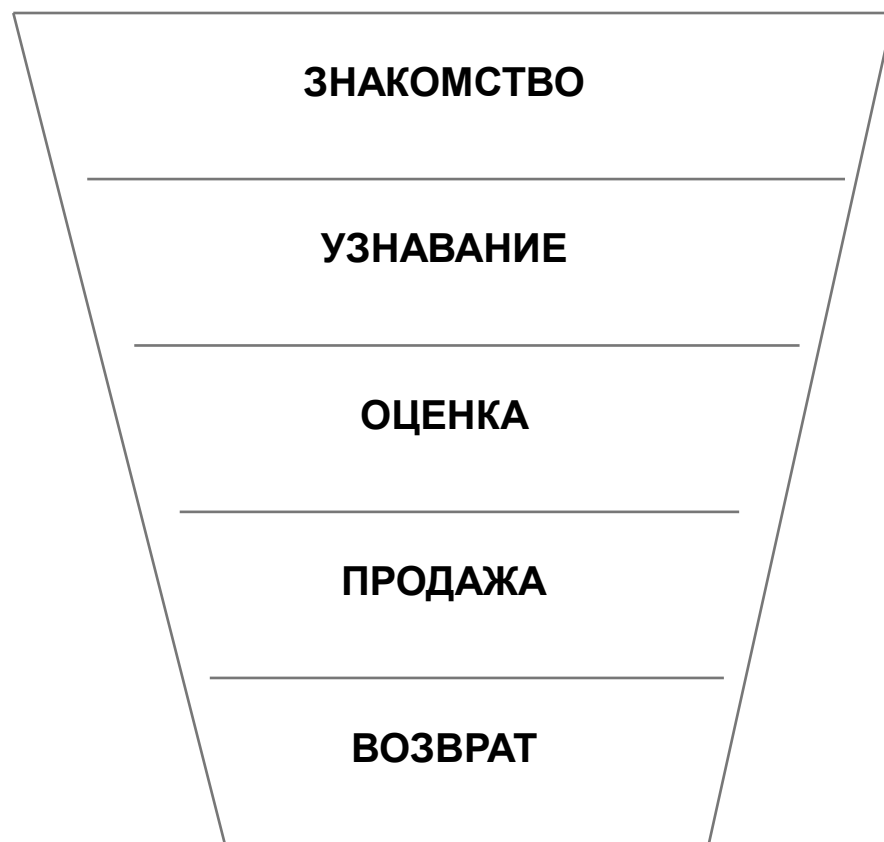 ЗНАКОМСТВО
УЗНАВАНИЕ
ОЦЕНКА
ПРОДАЖА
ВОЗВРАТ